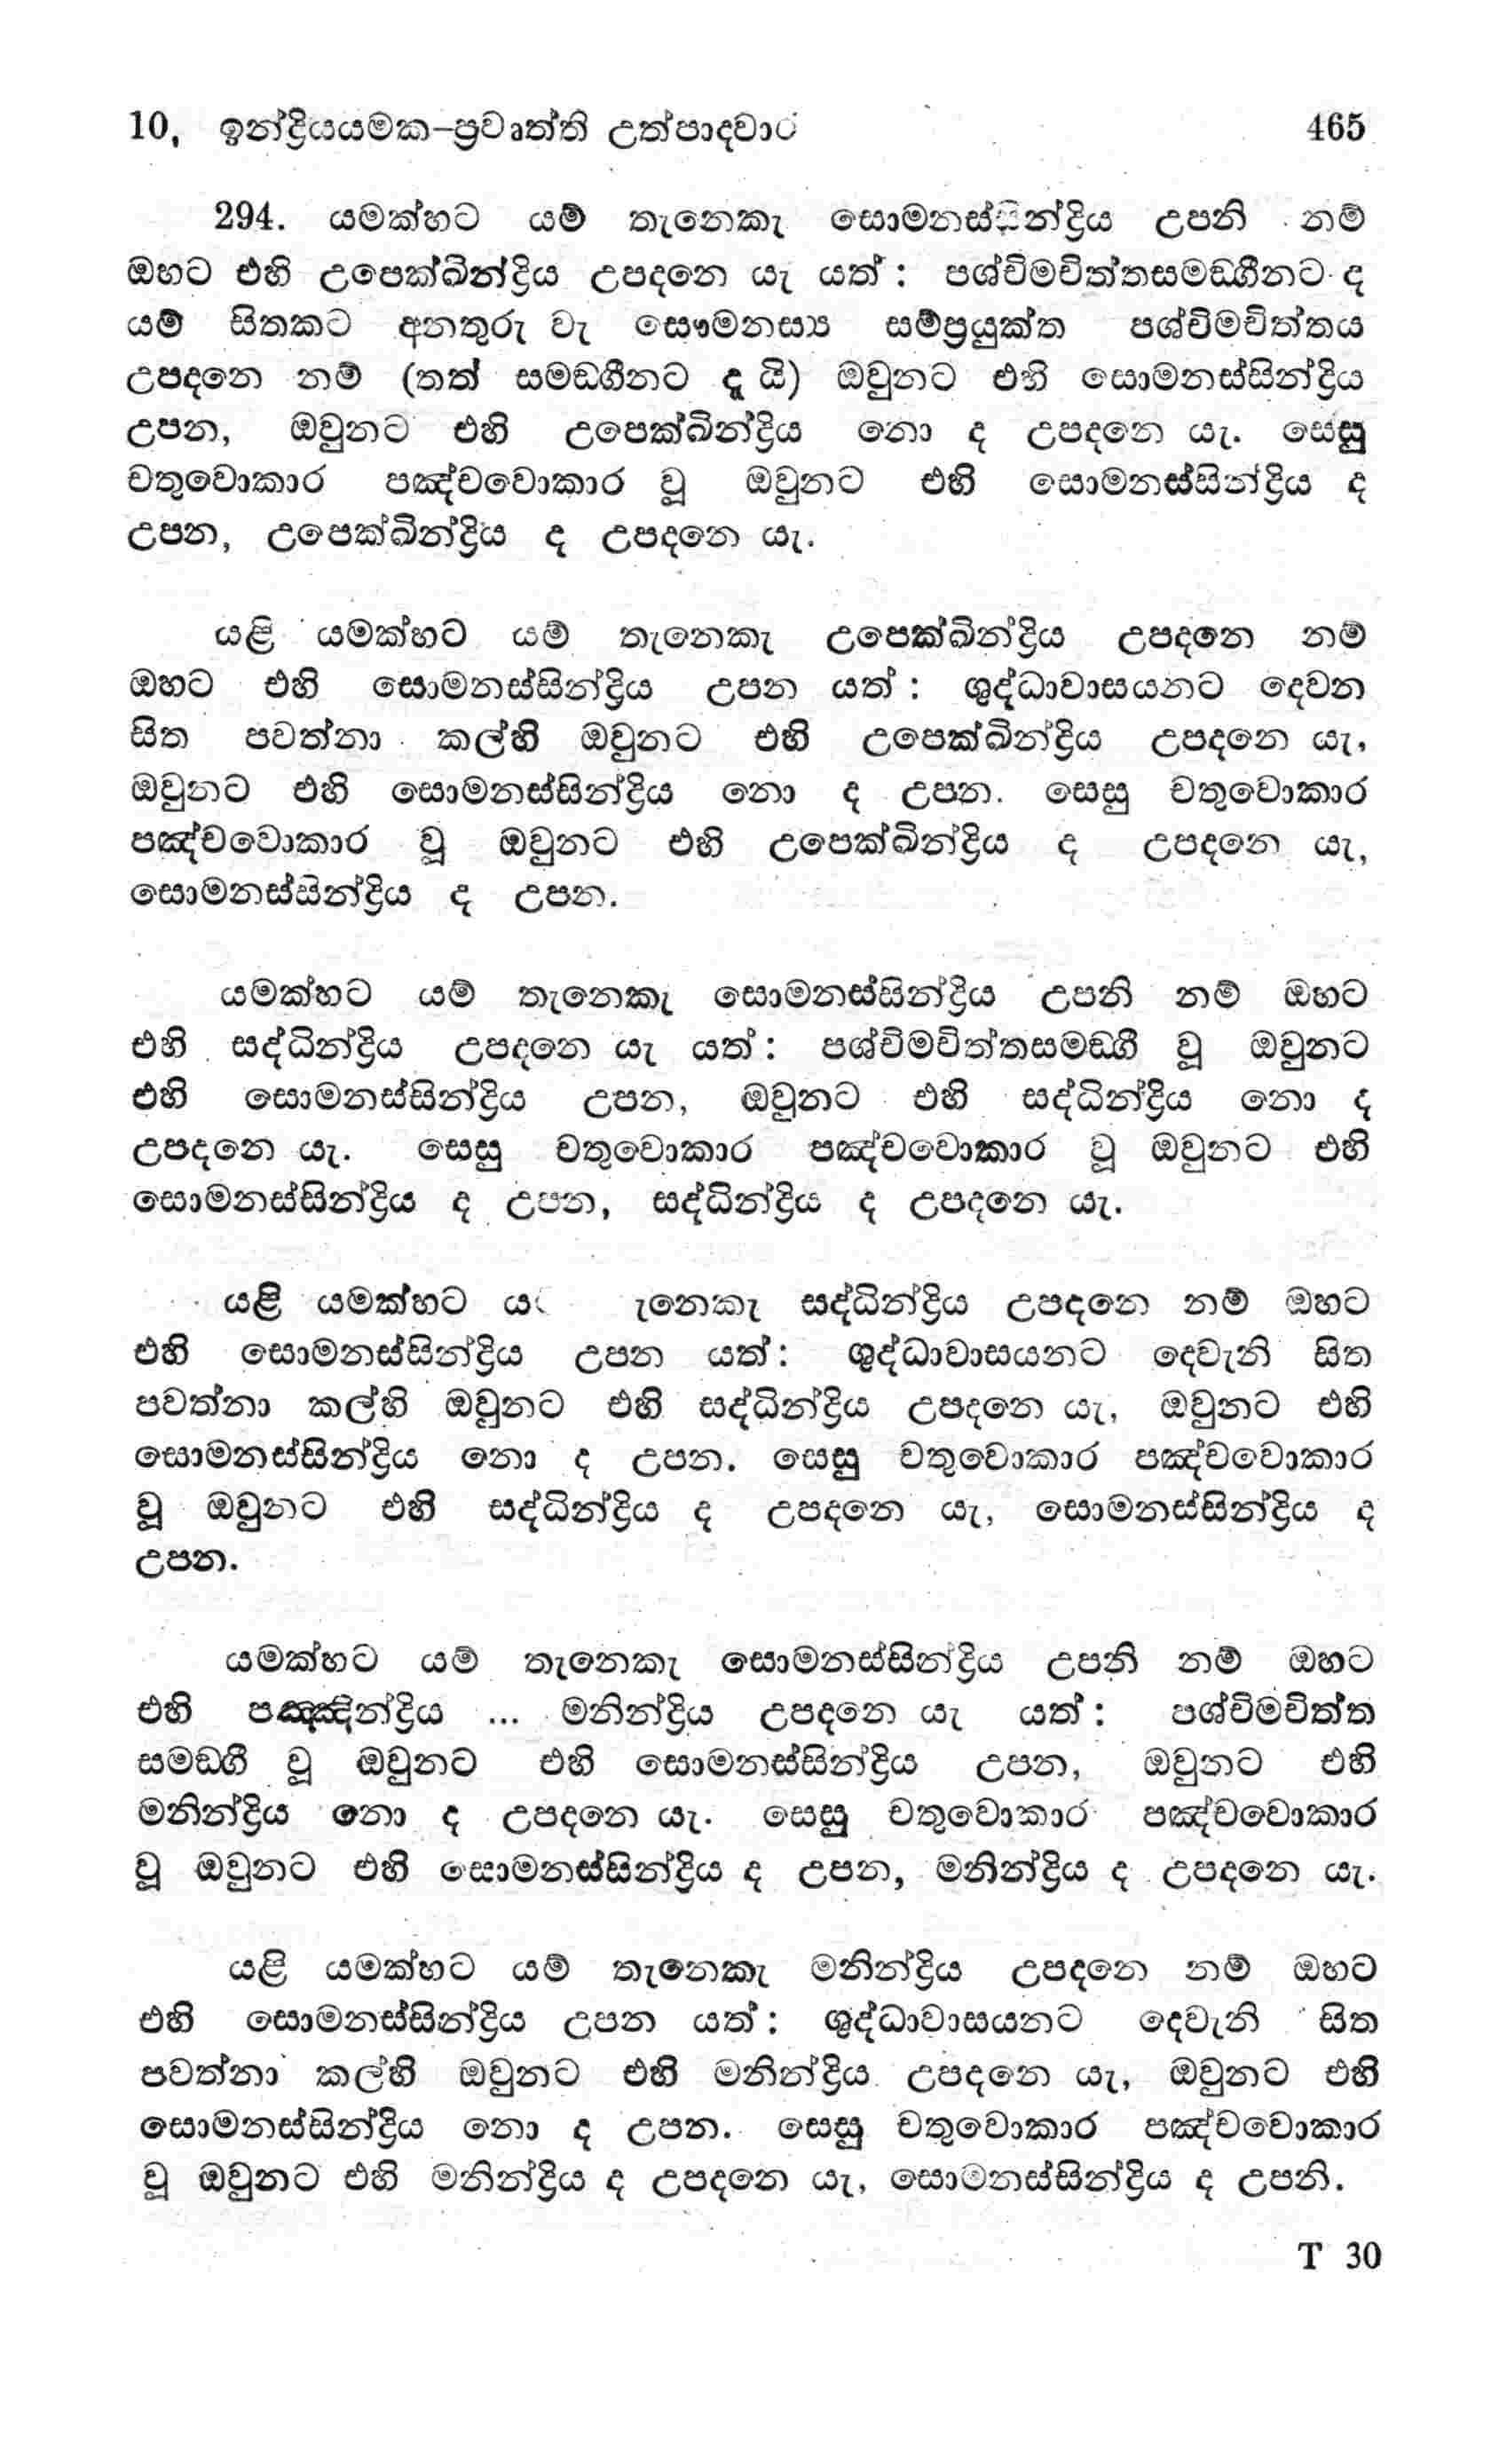 10, ඉන්ද්‍රියයමක–ප්‍රවෘත්ති උත්පාදවාර 465
294. යමක්හට යම් තැනෙකැ සොමනස්සින්ද්‍රිය උපනි නම්
ඔහට එහි උපෙක්ඛින්ද්‍රිය උපදනෙ යැ යත් : පශ්චිමචිත්තසමඞ්ගීනට ද
යම් සිතකට අනතුරු වැ සෞමනස්‍ය සම්ප්‍රයුක්ත පශ්චිමචිත්තය
උපදනෙ නම් (තත් සමඞ්ගීනට දැ යි) ඔවුනට එහි සොමනස්සින්ද්‍රිය
උපන, ඔවුනට එහි උපෙක්ඛින්ද්‍රිය නො ද උපදනෙ යැ. සෙසු
චතුවොකාර පඤ්චවොකාර වූ ඔවුනට එහි සොමනස්සින්ද්‍රිය ද
උපන, උපෙක්ඛින්ද්‍රිය ද උපදනෙ යැ.
යළි යමක්හට යම් තැනෙකැ උපෙක්ඛින්ද්‍රිය උපදනෙ නම්
ඔහට එහි සොමනස්සින්ද්‍රිය උපන යත් : ශුද්ධාවාසයනට දෙවන
සිත පවත්නා කල්හි ඔවුනට එහි උපෙක්ඛින්ද්‍රිය උපදනෙ යැ,
ඔවුනට එහි සොමනස්සින්ද්‍රිය නො ද උපන. සෙසු චතුවොකාර
පඤ්චවොකාර වූ ඔවුනට එහි උපෙක්ඛින්ද්‍රිය ද උපදනෙ යැ,
සොමනස්සින්ද්‍රිය ද උපන.
යමක්හට යම් තැනෙකැ සොමනස්සින්ද්‍රිය උපනි නම් ඔහට
එහි සද්ධින්ද්‍රිය උපදනෙ යැ යත් : පශ්චිමචිත්තසමඞ්ගී වූ ඔවුනට
එහි සොමනස්සින්ද්‍රිය උපන, ඔවුනට එහි සද්ධින්ද්‍රිය නො ද
උපදනෙ යැ. සෙසු චතුවොකාර පඤ්චවොකාර වූ ඔවුනට එහි
සොමනස්සින්ද්‍රිය ද උපන, සද්ධින්ද්‍රිය ද උපදනෙ යැ.
යළි යමක්හට සද්ධින්ද්‍රිය උපදනෙ නම් ඔහට
එහි සොමනස්සින්ද්‍රිය උපන යත් : ශුද්ධාවාසයනට දෙවැනි සිත
පවත්නා කල්හි ඔවුනට එහි සද්ධින්ද්‍රිය උපදනෙ යැ, ඔවුනට එහි
සොමනස්සින්ද්‍රිය නො ද උපන. සෙසු චතුවොකාර පඤ්චවොකාර
වූ ඔවුනට එහි සද්ධින්ද්‍රිය ද උපදනෙ යැ, සොමනස්සින්ද්‍රිය ද
උපන.
යමක්හට යම් තැනෙකැ සොමනස්සින්ද්‍රිය උපනි නම් ඔහට
එහි පඤ්ඤින්ද්‍රිය ... මනින්ද්‍රිය උපදනෙ යැ යත් : පශ්චිමචිත්ත
සමඞ්ගී වූ ඔවුනට එහි සොමනස්සින්ද්‍රිය උපන, ඔවුනට එහි
මනින්ද්‍රිය නො ද උපදනෙ යැ. සෙසු චතුවොකාර පඤ්චවොකාර
වූ ඔවුනට එහි සොමනස්සින්ද්‍රිය ද උපන, මනින්ද්‍රිය ද උපදනෙ යැ.
යළි යමක්හට යම් තැනෙකැ මනින්ද්‍රිය උපදනෙ නම් ඔහට
එහි සොමනස්සින්ද්‍රිය උපන යත් : ශුද්ධාවාසයනට දෙවැනි සිත
පවත්නා කල්හි ඔවුනට එහි මනින්ද්‍රිය උපදනෙ යැ, ඔවුනට එහි
සොමනස්සින්ද්‍රිය නො ද උපන. සෙසු චතුවොකාර පඤ්චවොකාර
වූ ඔවුනට එහි මනින්ද්‍රිය ද උපදනෙ යැ, සොමනස්සින්ද්‍රිය ද උපනි.
T 30